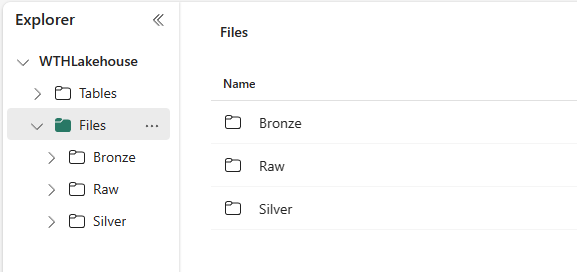 Explorer
WTHLakehouse
Tables
Files
Bronze
Raw
Silver
Files
Name
Bronze
Raw
Silver